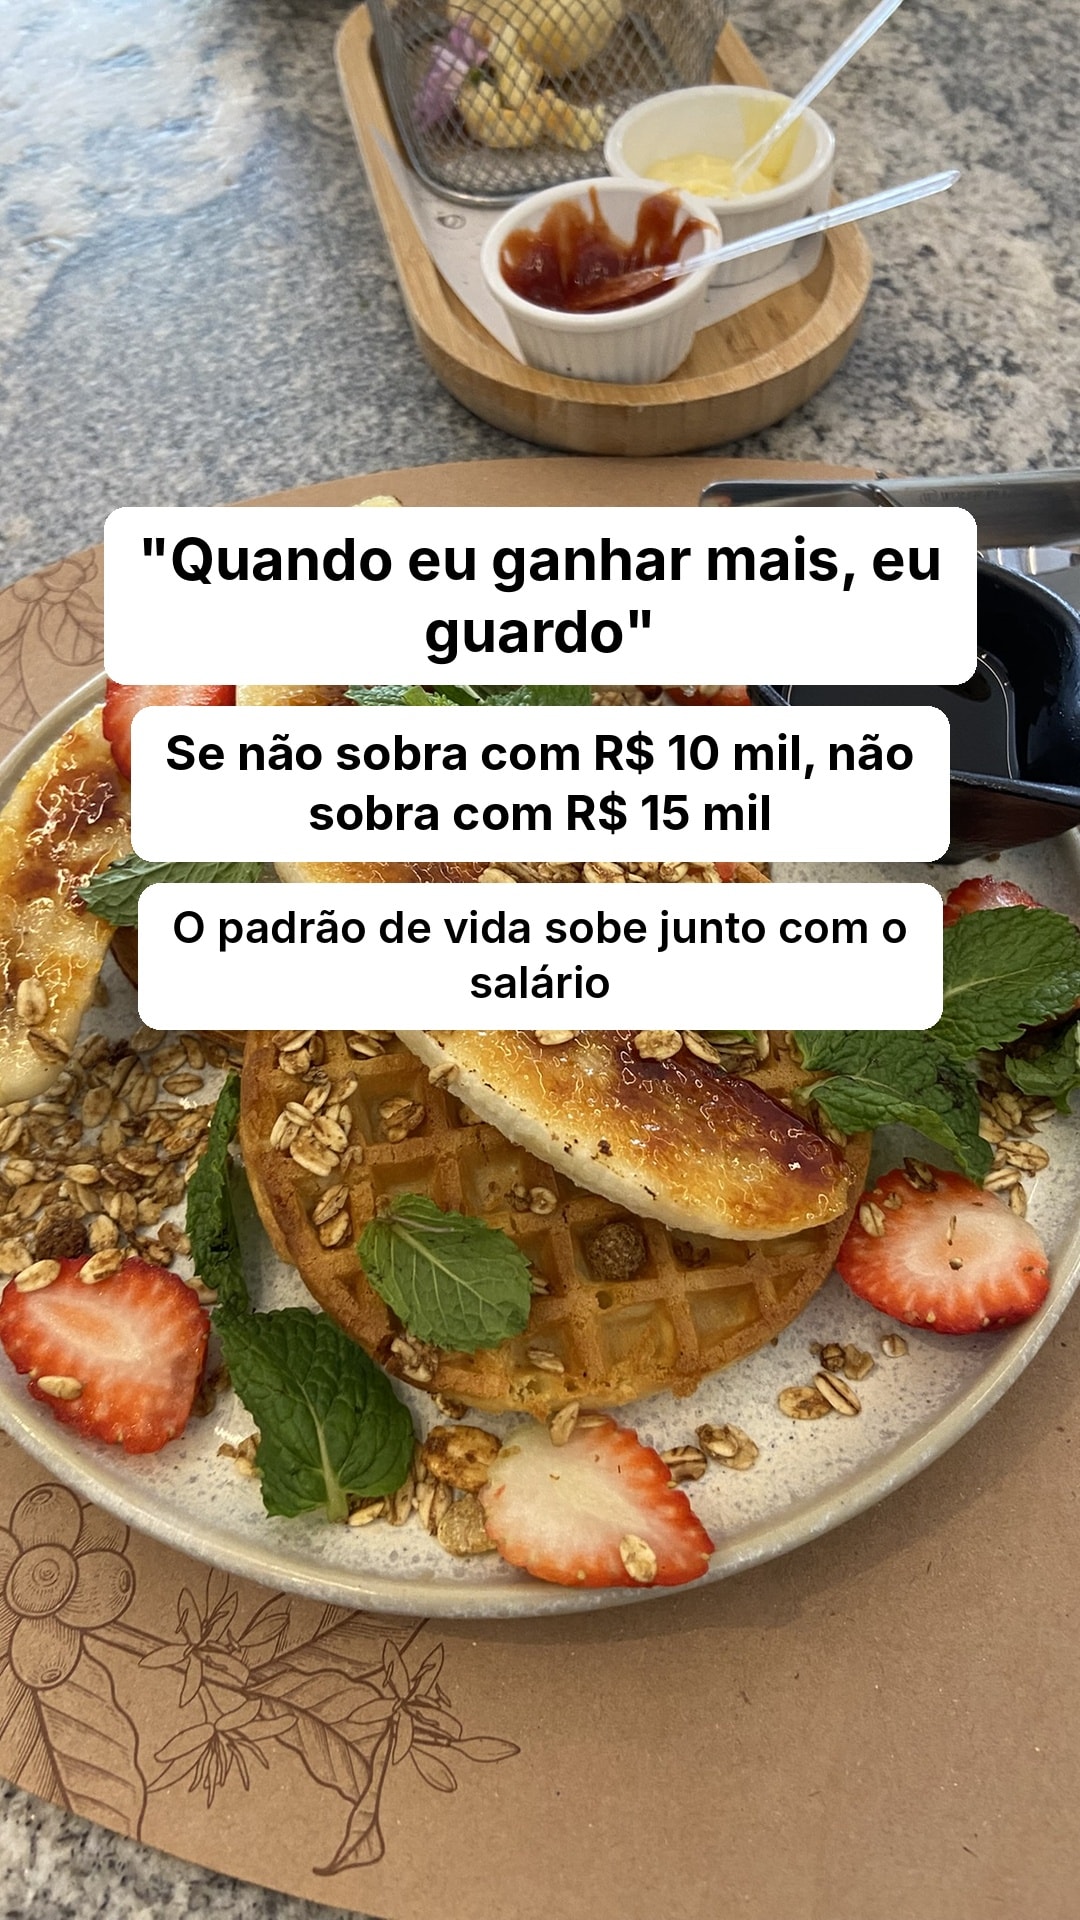 "Quando eu ganhar mais, eu
guardo"
Se não sobra com R$ 10 mil, não
sobra com R$ 15 mil
O padrão de vida sobe junto com o
salário